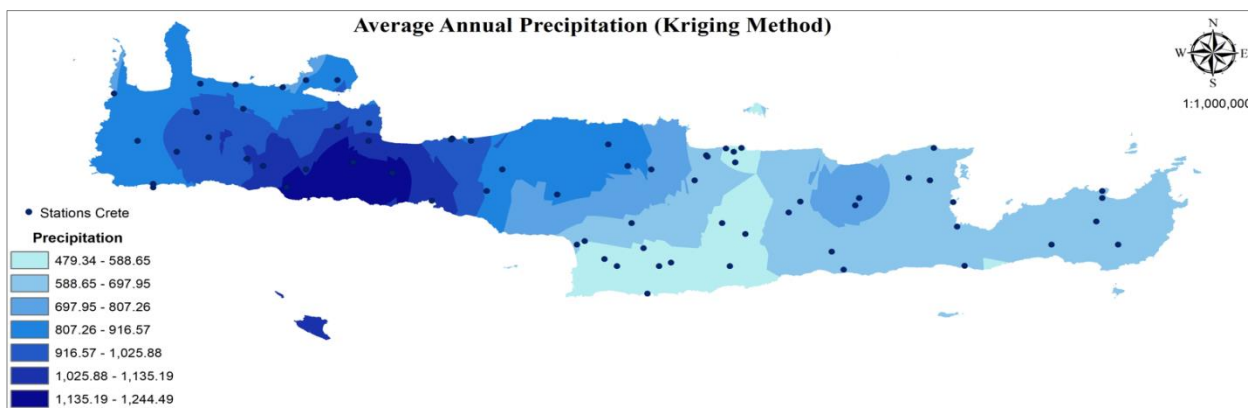 Average Annual Precipitation (Kriging Method)
N
W E
S
1:1,000,000
Stations Crete
Precipitation
479.34 - 588.65
588.65 - 697.95
697.95 - 807.26
807.26 - 916.57
916.57 - 1,025.88
1,025.88 - 1,135.19
1,135.19 - 1,244.49